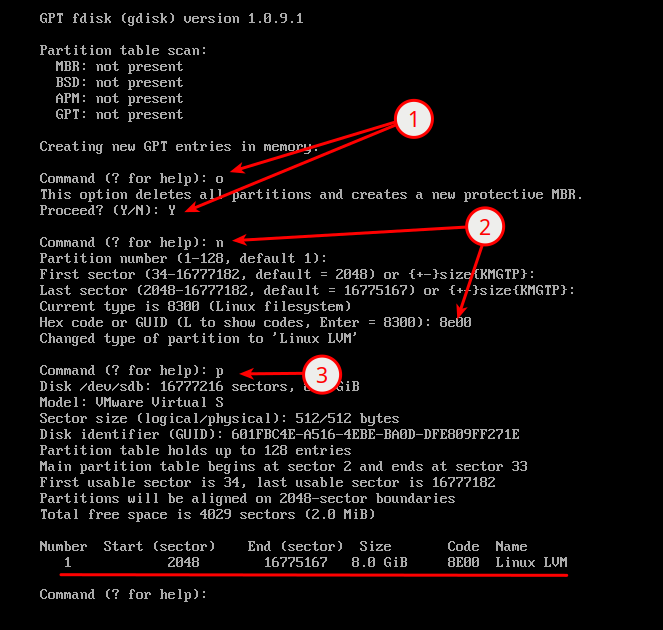 GPT fdisk (gdisk) version 1.0.9.1
Partition table scan:
MBR: not present
BSD: not present
APM: not present
GPT: not present
Creating new GPT entries in memory.
1
Command (? for help): o
This option deletes all partitions and creates a new protective MBR.
Proceed? (Y/N): Y
2
Command (? for help): n
Partition number (1-128, default 1):
First sector (34-16777182, default = 2048) or {+-}size{KMGTP}:
Last sector (2048-16777182, default = 16775167) or {+-}size{KMGTP}:
Current type is 8300 (Linux filesystem)
Hex code or GUID (L to show codes, Enter = 8300): 8e00
Changed type of partition to 'Linux LVM'
Command (? for help): p
3
Disk /dev/sdb: 16777216 sectors, GiB
Model: VMware Virtual S
Sector size (logical/physical): 512/512 bytes
Disk identifier (GUID): 601FBC4E-A516-4EBE-BA0D-DFE809FF271E
Partition table holds up to 128 entries
Main partition table begins at sector 2 and ends at sector 33
First usable sector is 34, last usable sector is 16777182
Partitions will be aligned on 2048-sector boundaries
Total free space is 4029 sectors (2.0 MiB)
Number Start (sector) End (sector) Size Code Name
1 2048 16775167 8.0 GiB 8E00 Linux LVM
Command (? for help):